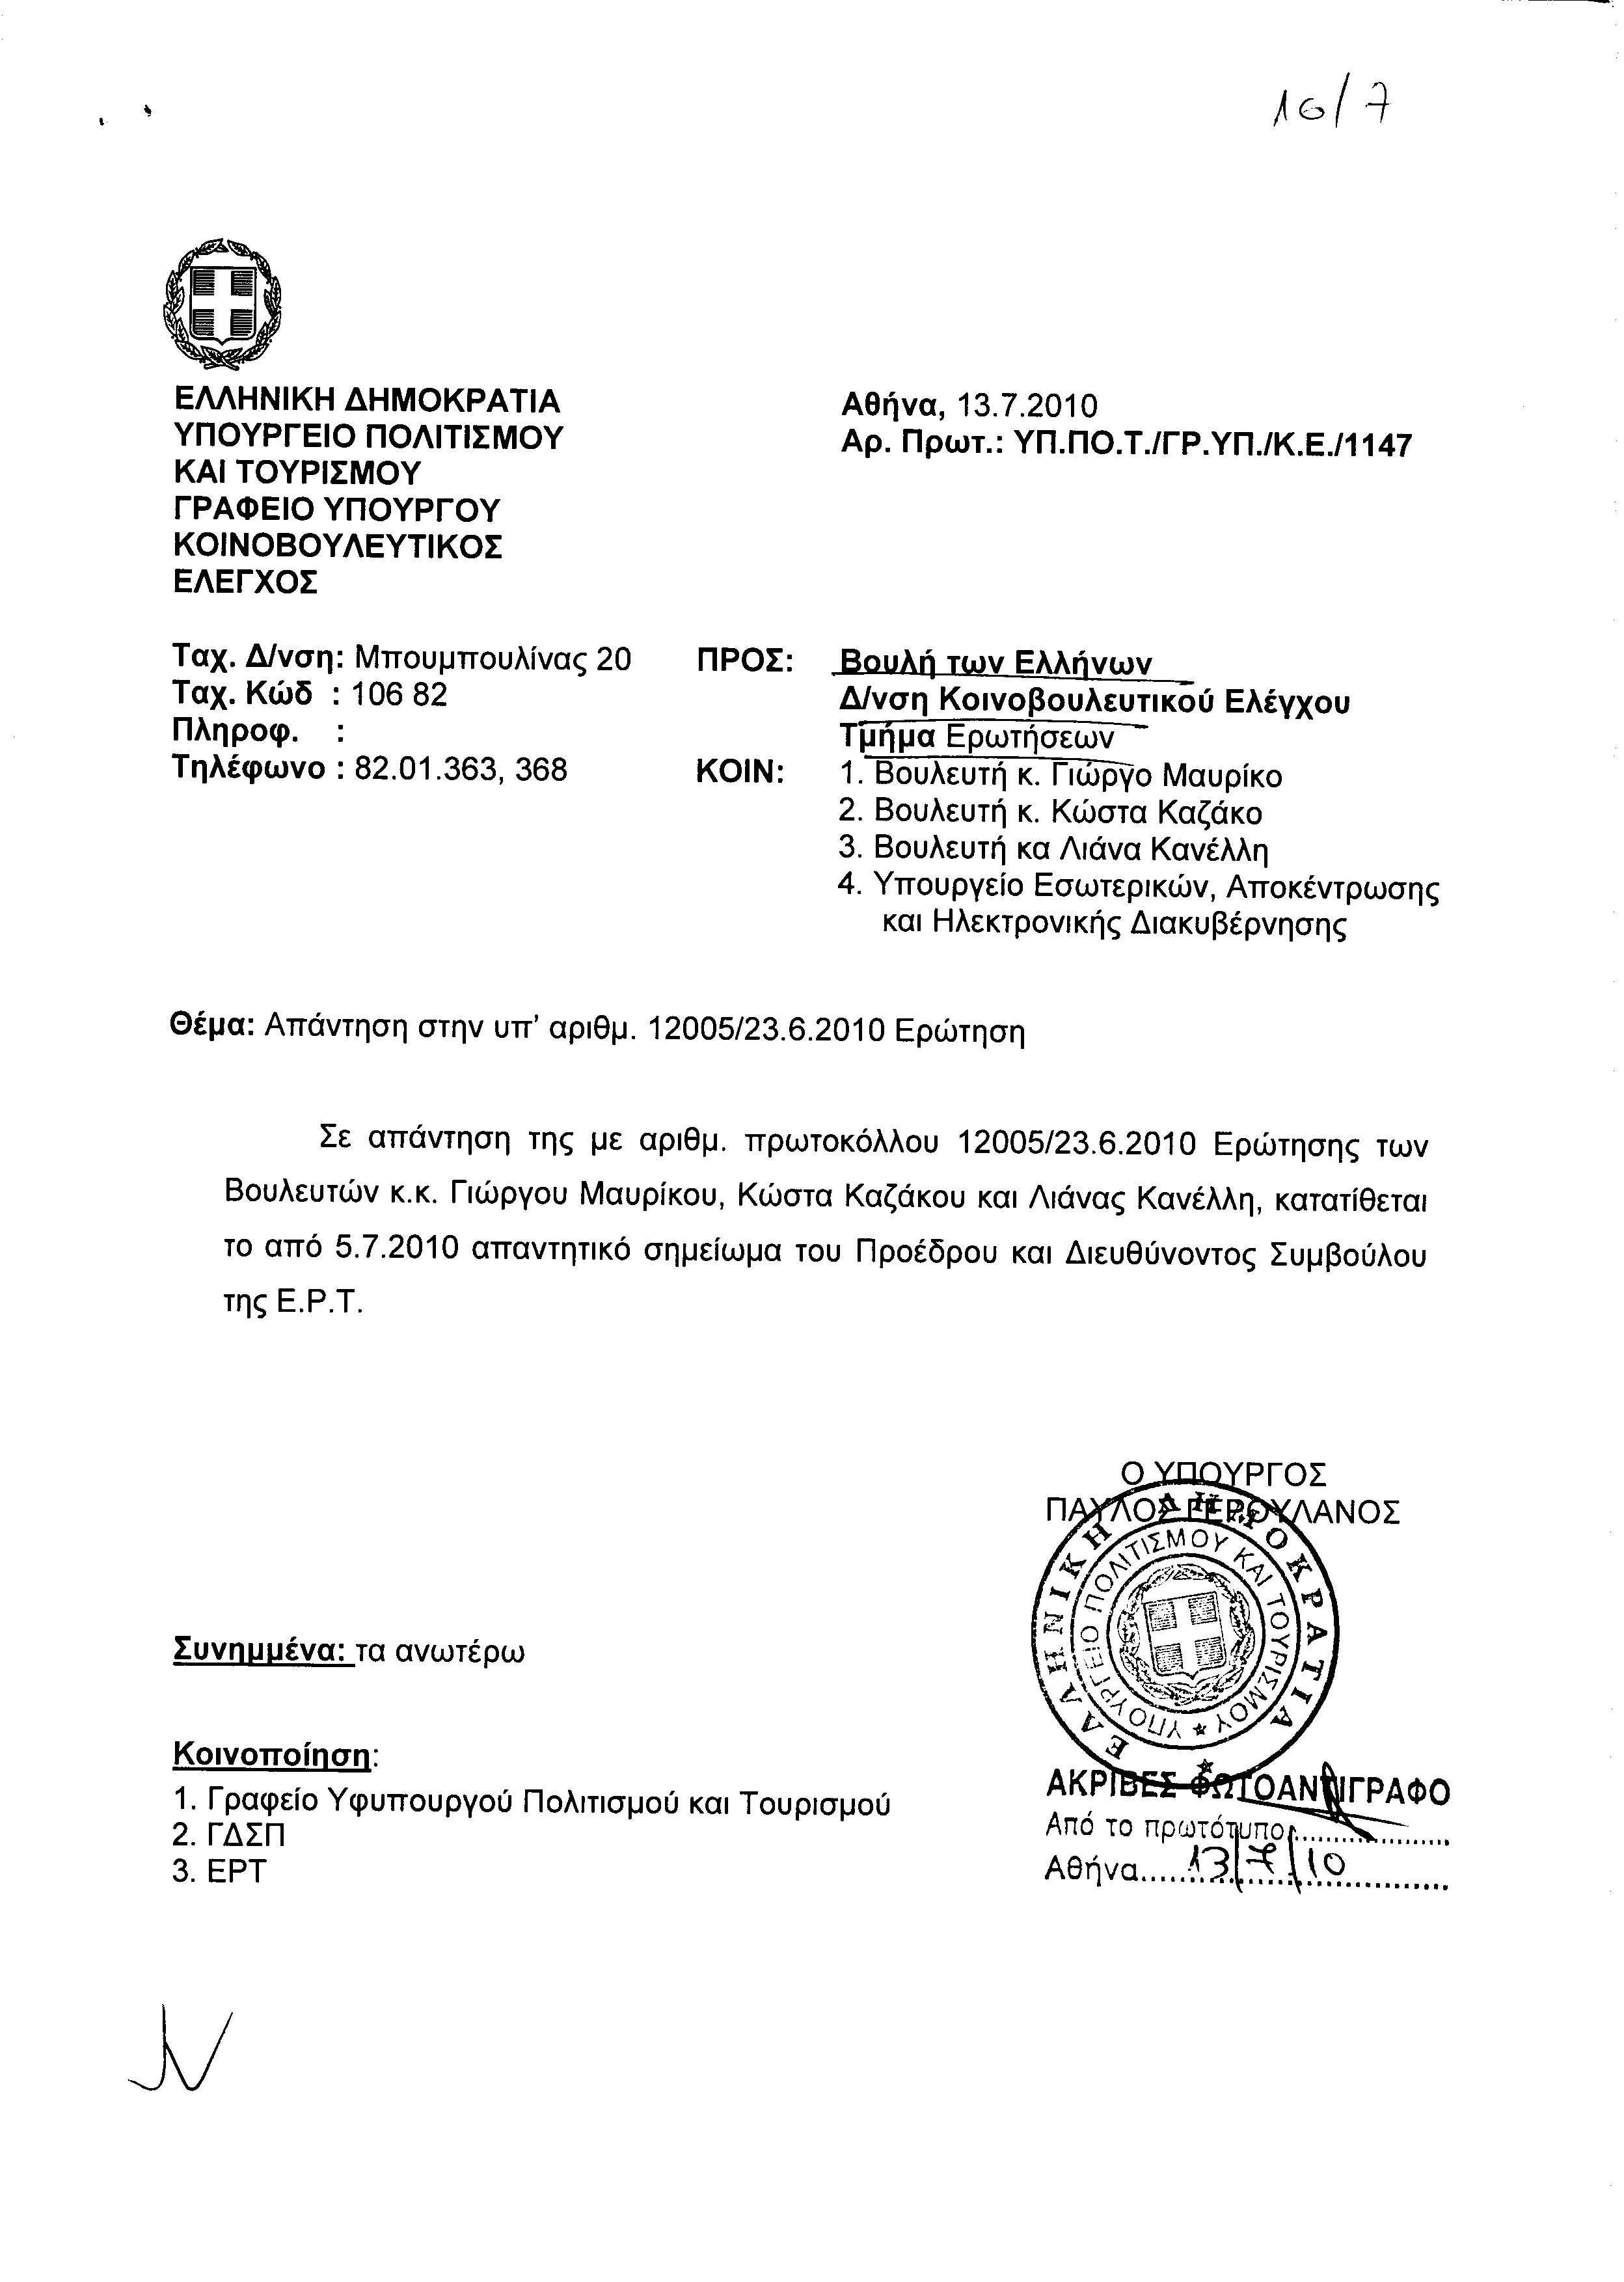 16/7
ΕΛΛΗΝΙΚΗ ΔΗΜΟΚΡΑΤΙΑ
ΥΠΟΥΡΓΕΙΟ ΠΟΛΙΤΙΣΜΟΥ
ΚΑΙ ΤΟΥΡΙΣΜΟΥ
ΓΡΑΦΕΙΟ ΥΠΟΥΡΓΟΥ
ΚΟΙΝΟΒΟΥΛΕΥΤΙΚΟΣ
ΕΛΕΓΧΟΣ
Αθήνα, 13.7.2010
Αρ. Πρωτ.: ΥΠ.ΠΟ.Τ./ΓΡ.ΥΠ./Κ.Ε./1147
Ταχ. Δ/νση: Μπουμπουλίνας 20
Ταχ. Κώδ : 106 82
Πληροφ. :
Τηλέφωνο : 82.01.363, 368
ΠΡΟΣ: Βουλή των Ελλήνων
Δ/νση Κοινοβουλευτικού Ελέγχου
Τμήμα Ερωτήσεων
ΚΟΙΝ: 1. Βουλευτή κ. Γιώργο Μαυρίκο
2. Βουλευτή κ. Κώστα Καζάκο
3. Βουλευτή κα Λιάνα Κανέλλη
4. Υπουργείο Εσωτερικών, Αποκέντρωσης
και Ηλεκτρονικής Διακυβέρνησης
Θέμα: Απάντηση στην υπ' αριθμ. 12005/23.6.2010 Ερώτηση
Σε απάντηση της με αριθμ. πρωτοκόλλου 12005/23.6.2010 Ερώτησης των
Βουλευτών κ.κ. Γιώργου Μαυρίκου, Κώστα Καζάκου και Λιάνας Κανέλλη, κατατίθεται
το από 5.7.2010 απαντητικό σημείωμα του Προέδρου και Διευθύνοντος Συμβούλου
της Ε.Ρ.Τ.
Ο ΥΠΟΥΡΓΟΣ
ΠΑΥΛΟΣ ΓΕΡΟΥΛΑΝΟΣ
ΕΛΛΗΝΙΚΗ ΔΗΜΟΚΡΑΤΙΑ
ΥΠΟΥΡΓΕΙΟ ΠΟΛΙΤΙΣΜΟΥ ΚΑΙ ΤΟΥΡΙΣΜΟΥ
Συνημμένα: τα ανωτέρω
Κοινοποίηση:
1. Γραφείο Υφυπουργού Πολιτισμού και Τουρισμού
2. ΓΔΣΠ
3. ΕΡΤ
ΑΚΡΙΒΕΣ ΦΩΤΟΑΝΤΙΓΡΑΦΟ
Από το πρωτότυπο
Αθήνα 13/7/10